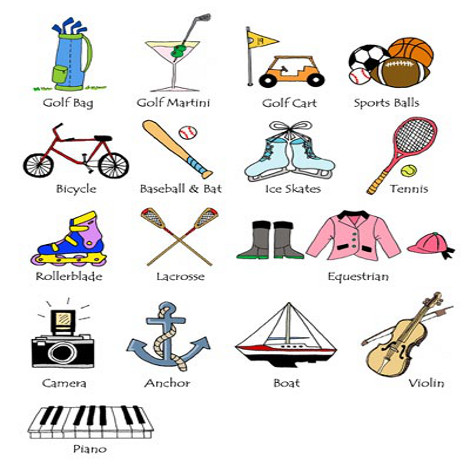 Golf Bag
Golf Martini
Golf Cart
Sports Balls
Bicycle
Baseball & Bat
Ice Skates
Tennis
Rollerblade
Lacrosse
Equestrian
Camera
Anchor
Boat
Violin
Piano